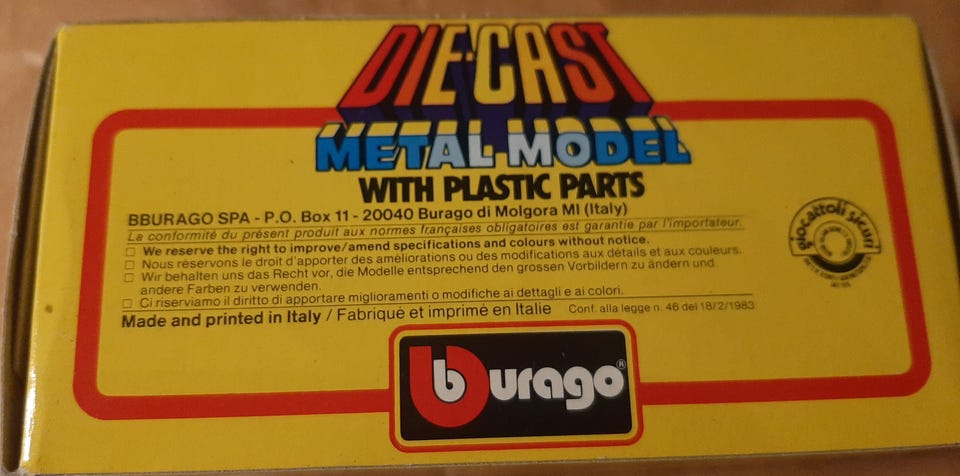 DIE-CAST
METAL MODEL
WITH PLASTIC PARTS
BBURAGO SPA - P.O. Box 11 - 20040 Burago di Molgora MI (Italy)
La conformité du présent produit aux normes françaises obligatoires est garantie par l'importateur.
□ We reserve the right to improve/amend specifications and colours without notice.
□ Nous réservons le droit d'apporter des améliorations ou des modifications aux détails et aux couleurs.
□ Wir behalten uns das Recht vor, die Modelle entsprechend den grossen Vorbildern zu ändern und
andere Farben zu verwenden.
□ Ci riserviamo il diritto di apportare miglioramenti o modifiche ai dettagli e ai colori.
Made and printed in Italy / Fabriqué et imprimé en Italie Conf. alla legge n. 46 del 18/2/1983
giocattoli sicuri
bburago®